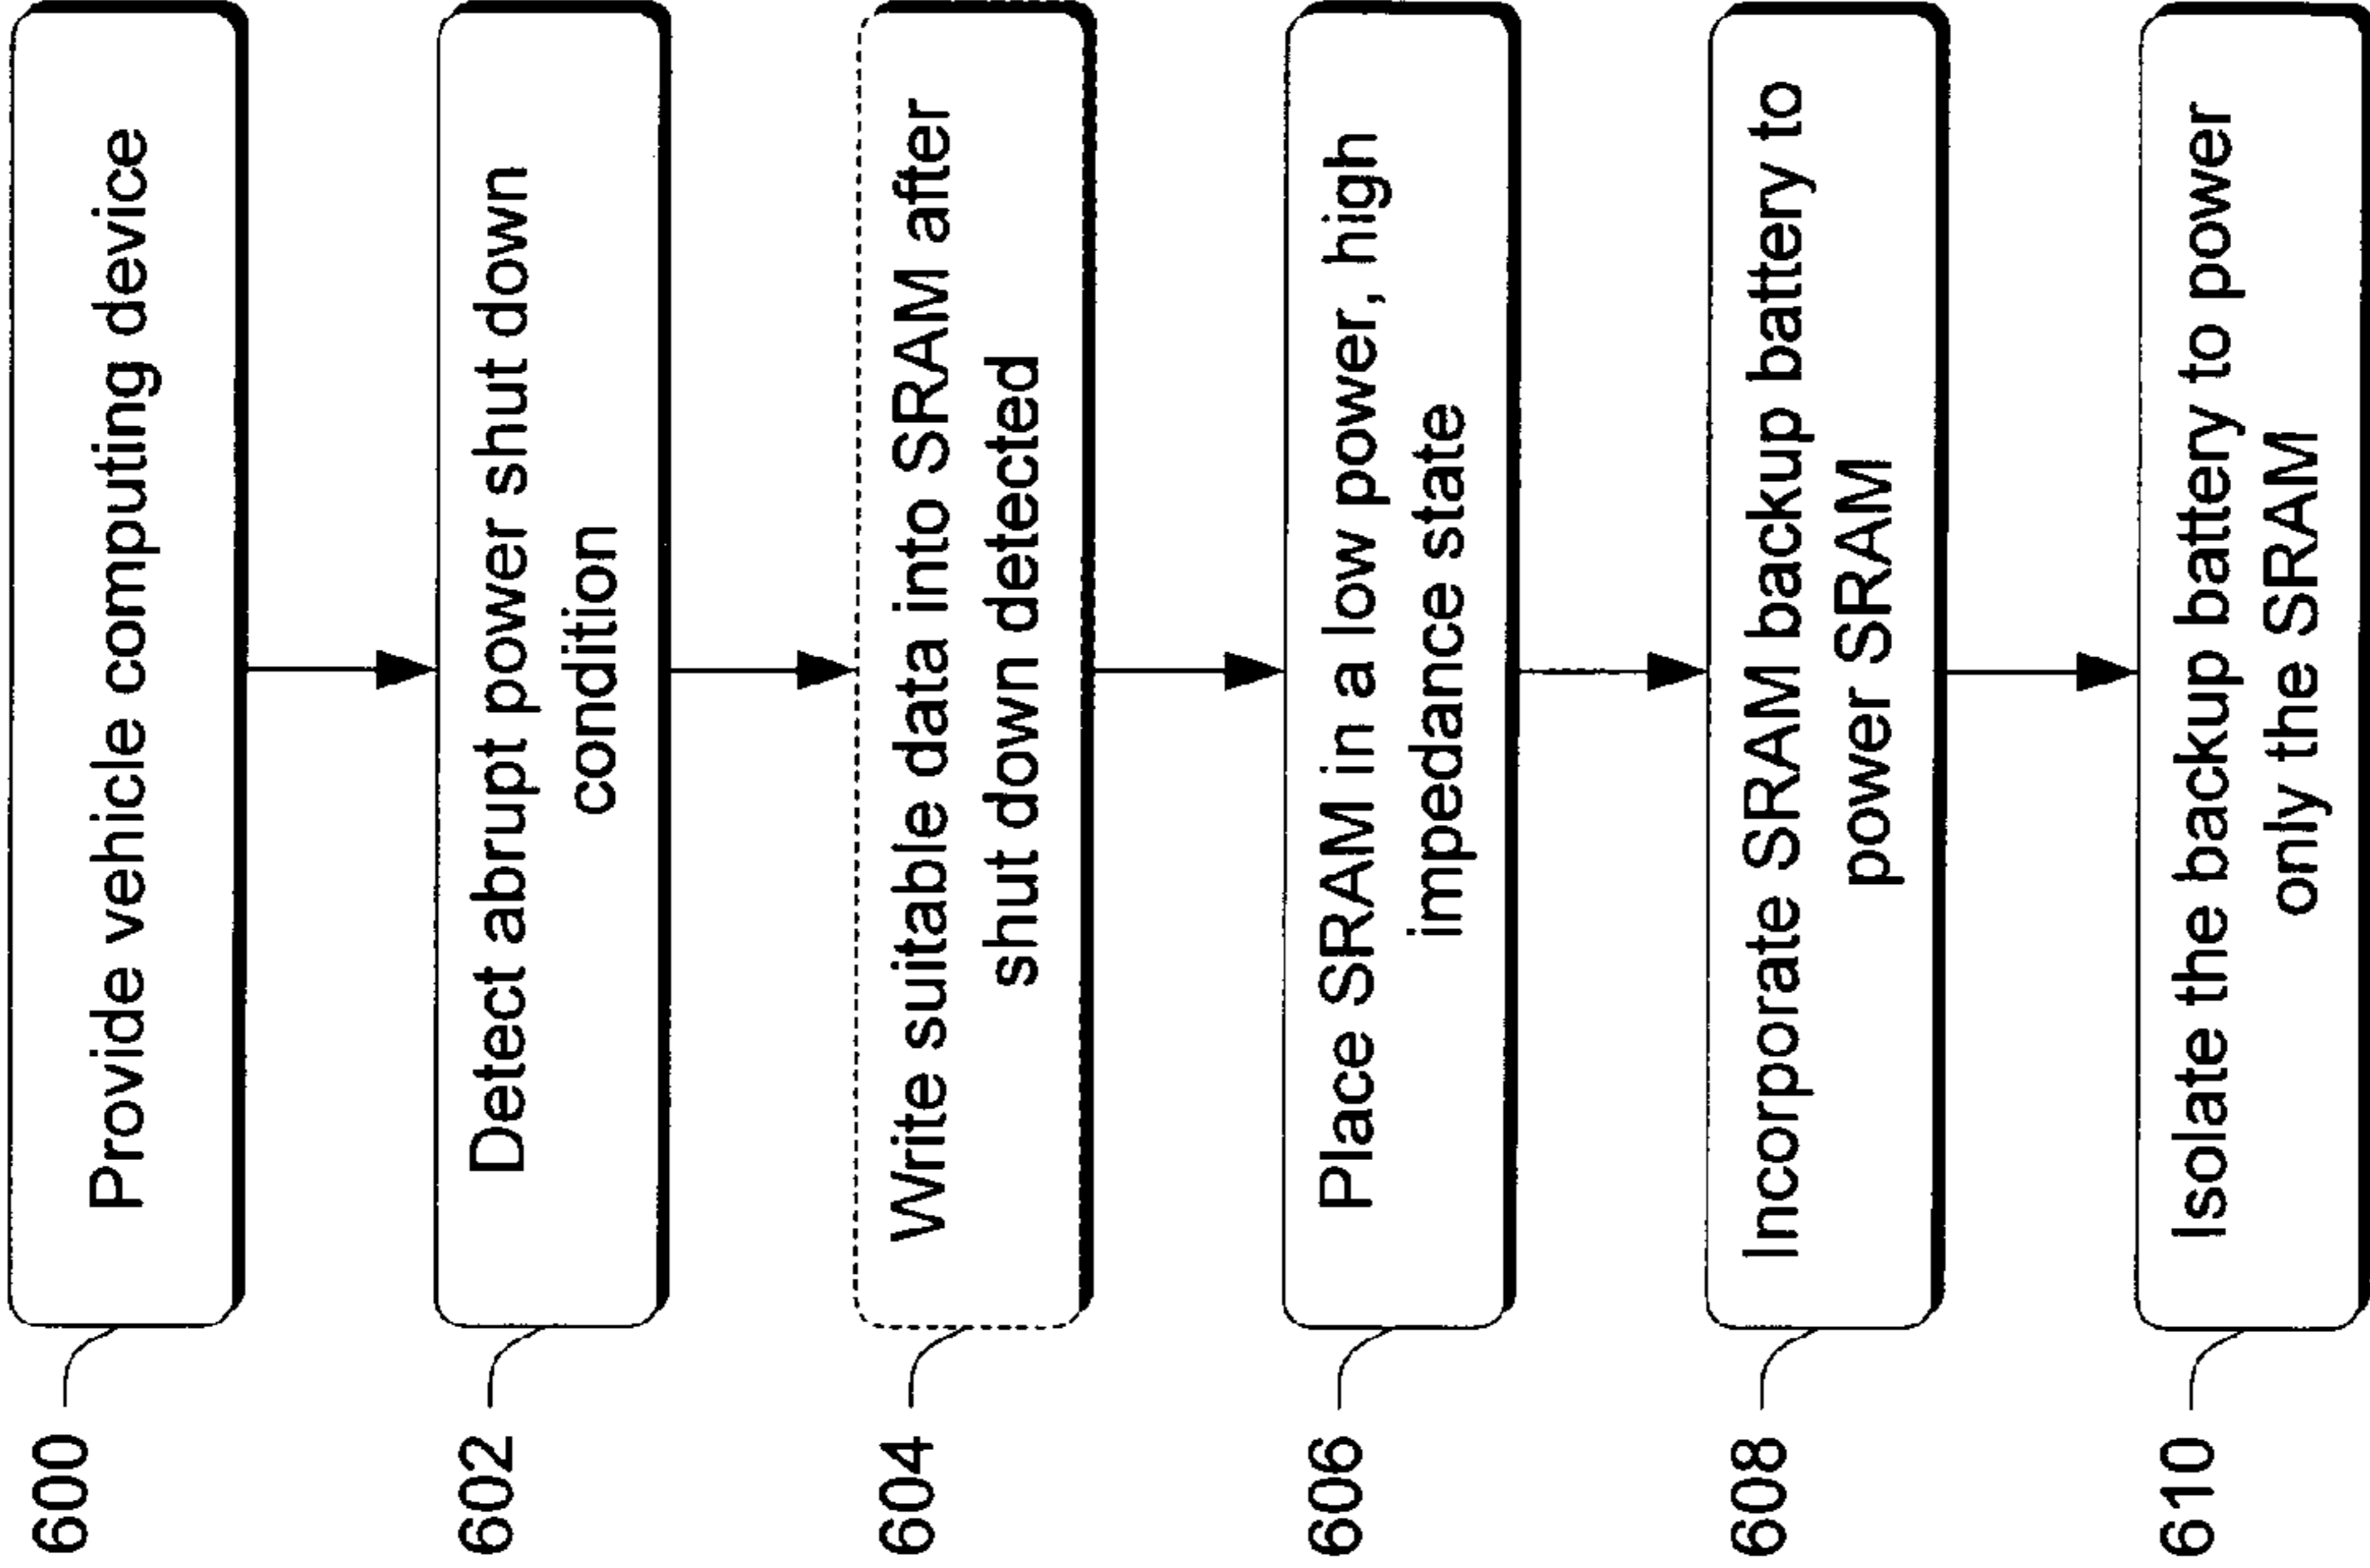 600
Provide vehicle computing device
602
Detect abrupt power shut down
condition
604
Write suitable data into SRAM after
shut down detected
606
Place SRAM in a low power, high
impedance state
608
Incorporate SRAM backup battery to
power SRAM
610
Isolate the backup battery to power
only the SRAM